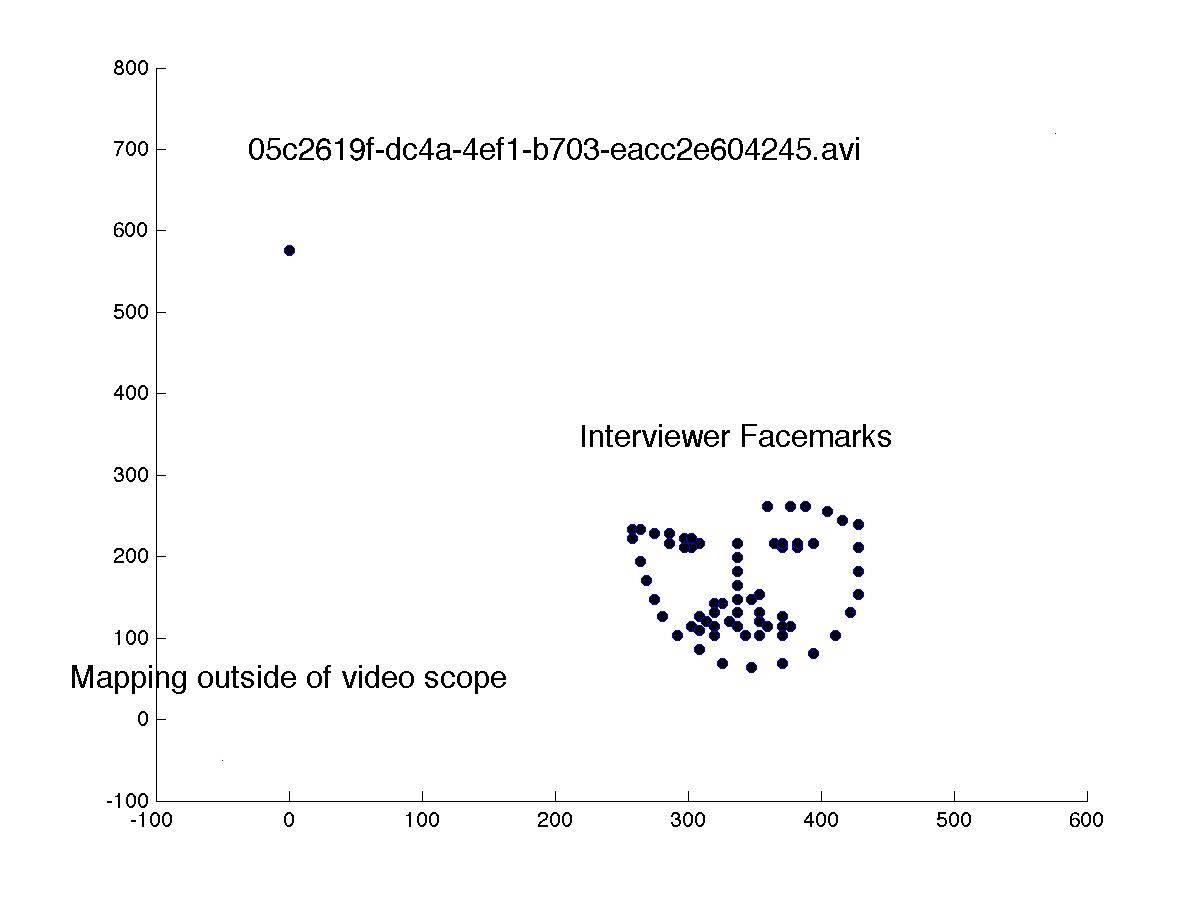 800
700
05c2619f-dc4a-4ef1-b703-eacc2e604245.avi
600
500
400
Interviewer Facemarks
300
200
100
Mapping outside of video scope
0
-100
-100 0 100 200 300 400 500 600